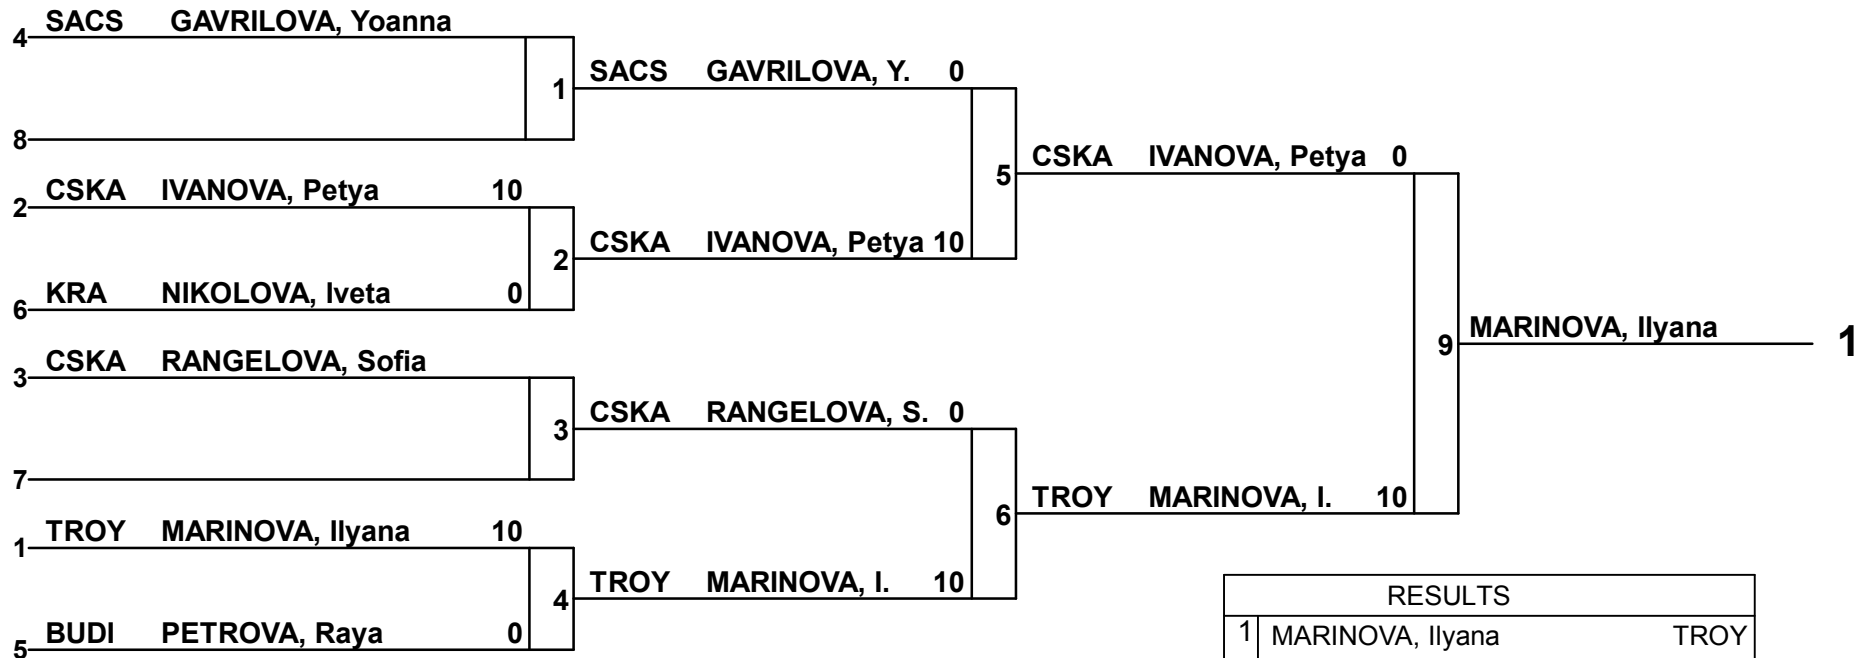 4 SACS GAVRILOVA, Yoanna
1 SACS GAVRILOVA, Y. 0
8
5 CSKA IVANOVA, Petya 0
2 CSKA IVANOVA, Petya 10
2 CSKA IVANOVA, Petya 10
6 KRA NIKOLOVA, Iveta 0
9 MARINOVA, Ilyana 1
3 CSKA RANGELOVA, Sofia
3 CSKA RANGELOVA, S. 0
7
6 TROY MARINOVA, I. 10
1 TROY MARINOVA, Ilyana 10
4 TROY MARINOVA, I. 10
5 BUDI PETROVA, Raya 0
RESULTS
1 MARINOVA, Ilyana TROY